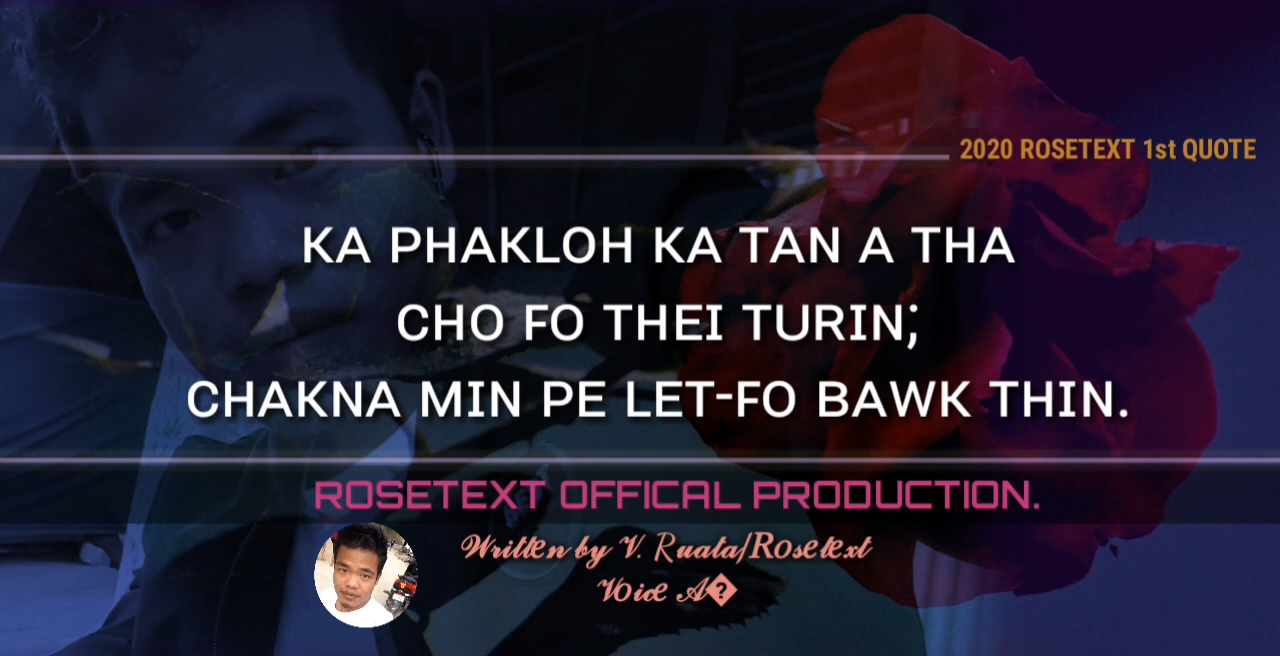 2020 ROSETEXT 1st QUOTE
KA PHAKLOH KA TAN A THA
CHO FO THEI TURIN;
CHAKNA MIN PE LET-FO BAWK THIN.
ROSETEXT OFFICAL PRODUCTION.
Written by V. Ruata/Rosetext
Voice A�